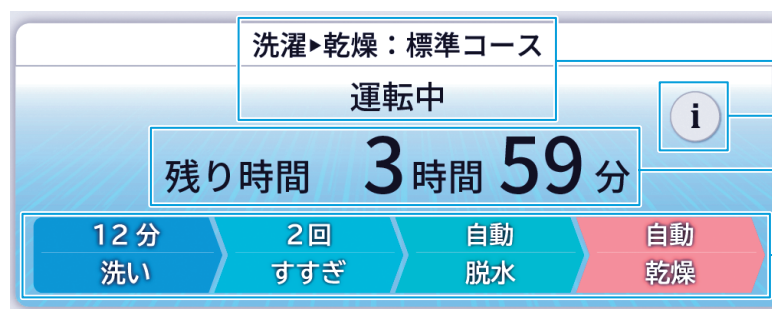 洗濯▶乾燥：標準コース
運転中
i
残り時間 3時間59分
12分 2回 自動 自動
洗い すすぎ 脱水 乾燥